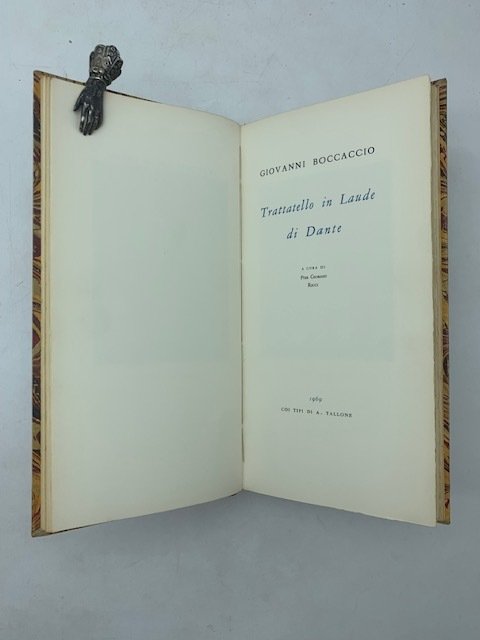 GIOVANNI BOCCACCIO
Trattatello in Laude
di Dante
A CURA DI
PIER GIORGIO
RICCI
1969
COI TIPI DI A. TALLONE